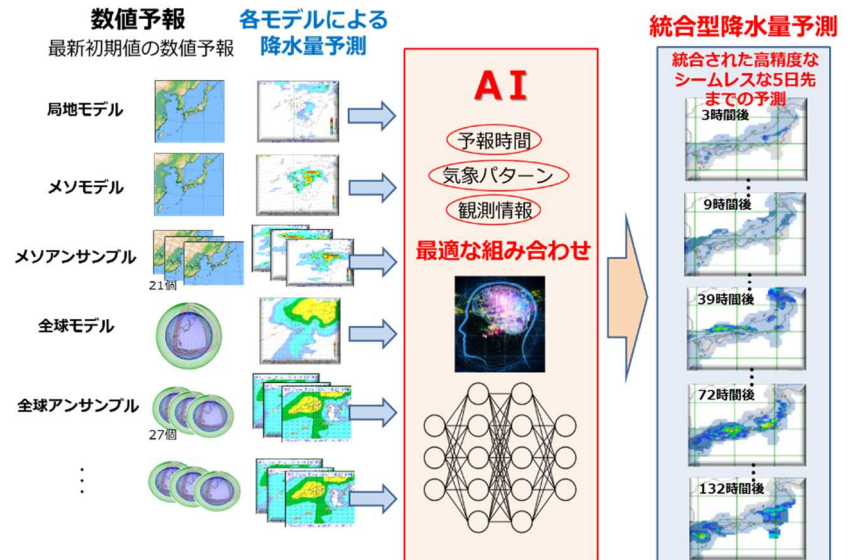 数値予報
最新初期値の数値予報
各モデルによる
降水量予測
局地モデル
メソモデル
メソアンサンブル
21個
全球モデル
全球アンサンブル
27個
AI
予報時間
気象パターン
観測情報
最適な組み合わせ
統合型降水量予測
統合された高精度な
シームレスな5日先
までの予測
3時間後
9時間後
39時間後
72時間後
132時間後